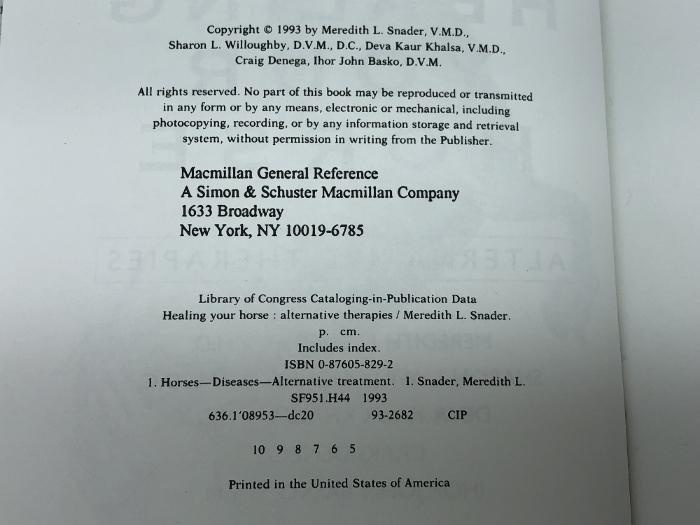 Copyright © 1993 by Meredith L. Snader, V.M.D.,
Sharon L. Willoughby, D.V.M., D.C., Deva Kaur Khalsa, V.M.D.,
Craig Denega, Ihor John Basko, D.V.M.
All rights reserved. No part of this book may be reproduced or transmitted
in any form or by any means, electronic or mechanical, including
photocopying, recording, or by any information storage and retrieval
system, without permission in writing from the Publisher.
Macmillan General Reference
A Simon & Schuster Macmillan Company
1633 Broadway
New York, NY 10019-6785
Library of Congress Cataloging-in-Publication Data
Healing your horse : alternative therapies / Meredith L. Snader.
p. cm.
Includes index.
ISBN 0-87605-829-2
1. Horses—Diseases—Alternative treatment. I. Snader, Meredith L.
SF951.H44 1993
636.1′08953—dc20 93-2682 CIP
10 9 8 7 6 5
Printed in the United States of America